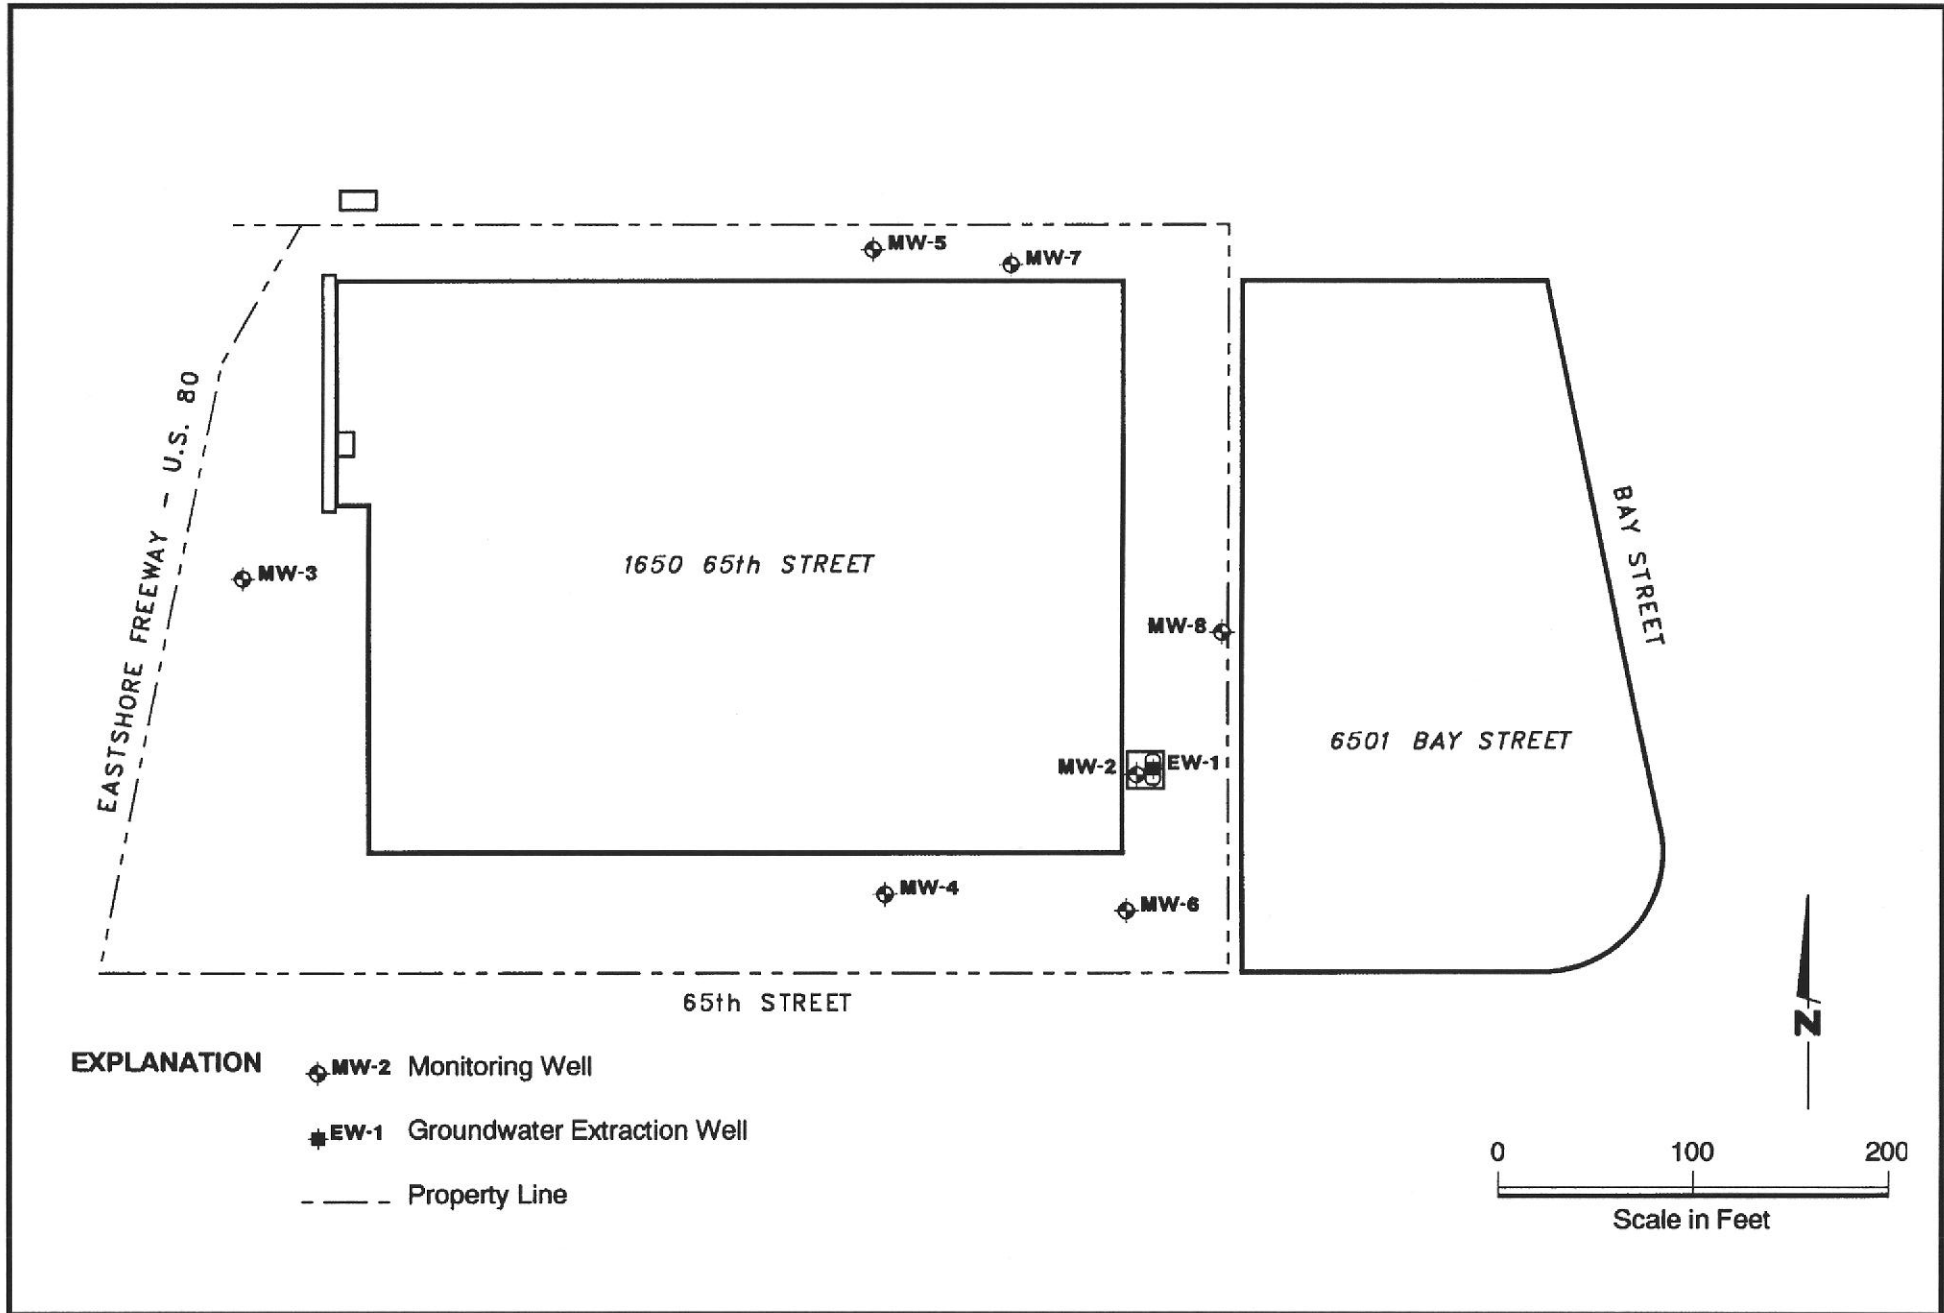 MW-5
MW-7
EASTSHORE FREEWAY - U.S. 80
1650 65th STREET
MW-3
BAY STREET
MW-8
6501 BAY STREET
MW-2
EW-1
MW-4
MW-6
65th STREET
N
EXPLANATION
MW-2 Monitoring Well
EW-1 Groundwater Extraction Well
Property Line
0 100 200
Scale in Feet